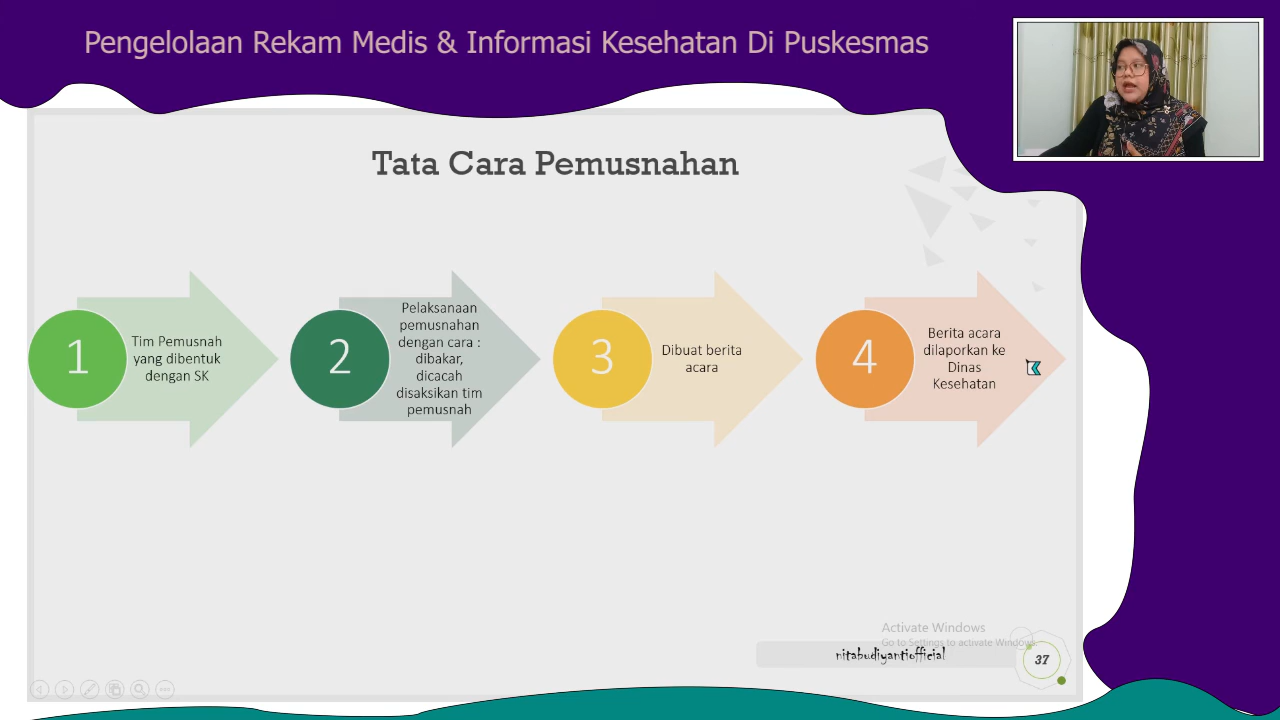 Pengelolaan Rekam Medis & Informasi Kesehatan Di Puskesmas
Tata Cara Pemusnahan
1
Tim Pemusnah
yang dibentuk
dengan SK
2
Pelaksanaan
pemusnahan
dengan cara :
dibakar,
dicacah
disaksikan tim
pemusnah
3
Dibuat berita
acara
4
Berita acara
dilaporkan ke
Dinas
Kesehatan
Activate Windows
Go to Settings to activate Windows.
nitabudiyantiofficial
37